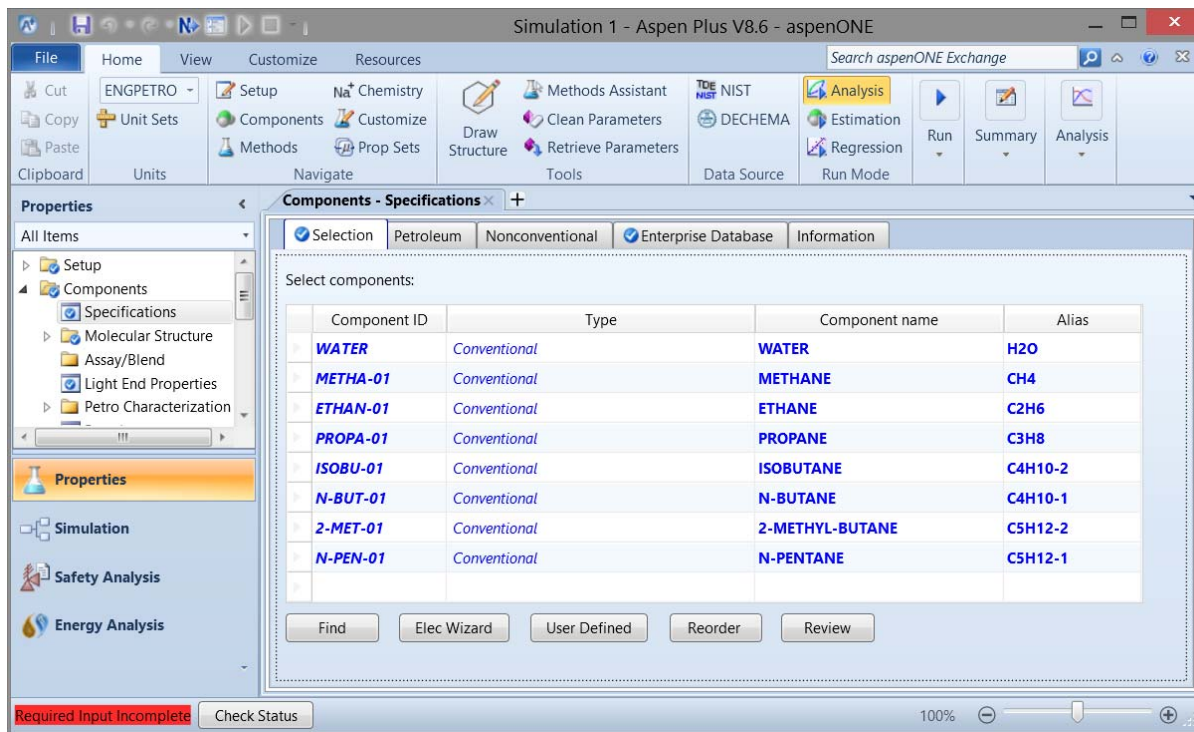 Simulation 1 - Aspen Plus V8.6 - aspenONE
File Home View Customize Resources Search aspenONE Exchange
Cut ENGPETRO Setup Na+ Chemistry Methods Assistant TDE NIST NIST Analysis
Copy Unit Sets Components Customize Draw Structure Clean Parameters DECHEMA Estimation Run Summary Analysis
Paste Methods Prop Sets Retrieve Parameters Regression
Clipboard Units Navigate Tools Data Source Run Mode
Properties Components - Specifications
All Items Selection Petroleum Nonconventional Enterprise Database Information
Setup
Components
Specifications
Molecular Structure
Assay/Blend
Light End Properties
Petro Characterization
Properties
Simulation
Safety Analysis
Energy Analysis
Select components:
Component ID Type Component name Alias
WATER Conventional WATER H2O
METHA-01 Conventional METHANE CH4
ETHAN-01 Conventional ETHANE C2H6
PROPA-01 Conventional PROPANE C3H8
ISOBU-01 Conventional ISOBUTANE C4H10-2
N-BUT-01 Conventional N-BUTANE C4H10-1
2-MET-01 Conventional 2-METHYL-BUTANE C5H12-2
N-PEN-01 Conventional N-PENTANE C5H12-1
Find Elec Wizard User Defined Reorder Review
Required Input Incomplete Check Status 100%